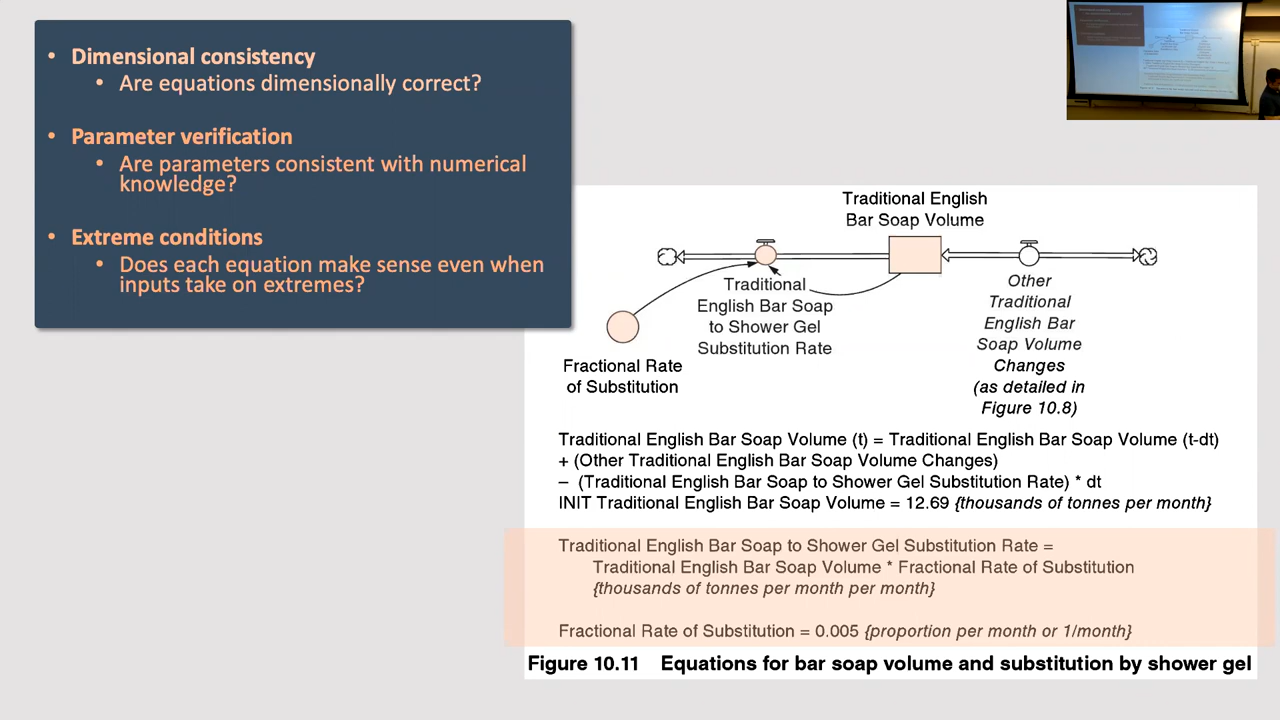 • Dimensional consistency
• Are equations dimensionally correct?
• Parameter verification
• Are parameters consistent with numerical
knowledge?
• Extreme conditions
• Does each equation make sense even when
inputs take on extremes?
Traditional English
Bar Soap Volume
Traditional
English Bar Soap
to Shower Gel
Substitution Rate
Other
Traditional
English Bar
Soap Volume
Changes
(as detailed in
Figure 10.8)
Fractional Rate
of Substitution
Traditional English Bar Soap Volume (t) = Traditional English Bar Soap Volume (t-dt)
+ (Other Traditional English Bar Soap Volume Changes)
– (Traditional English Bar Soap to Shower Gel Substitution Rate) * dt
INIT Traditional English Bar Soap Volume = 12.69 {thousands of tonnes per month}
Traditional English Bar Soap to Shower Gel Substitution Rate =
Traditional English Bar Soap Volume * Fractional Rate of Substitution
{thousands of tonnes per month per month}
Fractional Rate of Substitution = 0.005 {proportion per month or 1/month}
Figure 10.11 Equations for bar soap volume and substitution by shower gel